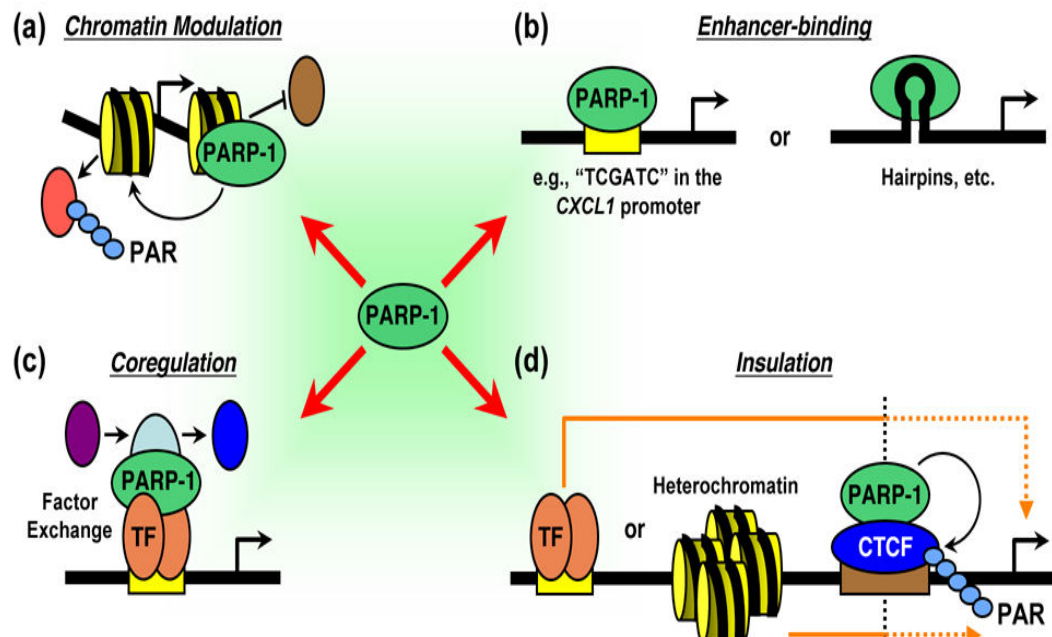 (a) Chromatin Modulation
PARP-1
PAR
(b) Enhancer-binding
PARP-1
or
e.g., “TCGATC” in the
CXCL1 promoter
Hairpins, etc.
PARP-1
(c) Coregulation
PARP-1
Factor
Exchange
TF
(d) Insulation
TF
or
Heterochromatin
PARP-1
CTCF
PAR